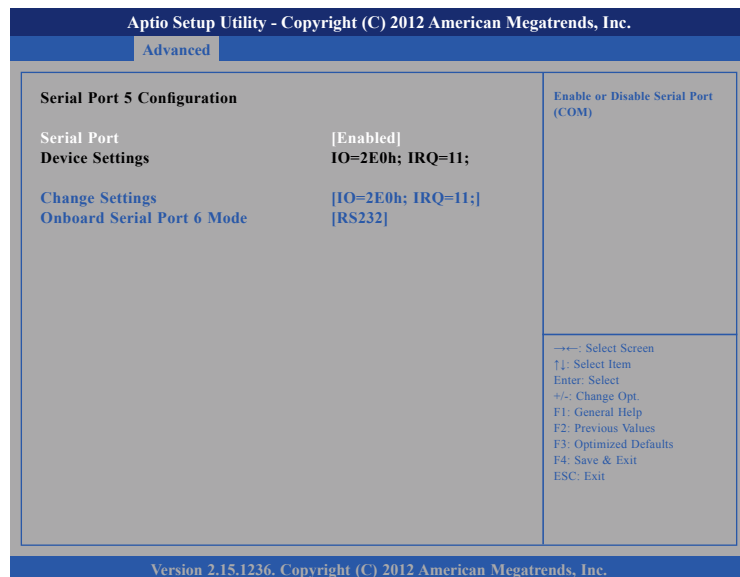 Aptio Setup Utility - Copyright (C) 2012 American Megatrends, Inc.
Advanced
Serial Port 5 Configuration
Serial Port [Enabled]
Device Settings IO=2E0h; IRQ=11;
Change Settings [IO=2E0h; IRQ=11;]
Onboard Serial Port 6 Mode [RS232]
Enable or Disable Serial Port
(COM)
→←: Select Screen
↑↓: Select Item
Enter: Select
+/-: Change Opt.
F1: General Help
F2: Previous Values
F3: Optimized Defaults
F4: Save & Exit
ESC: Exit
Version 2.15.1236. Copyright (C) 2012 American Megatrends, Inc.